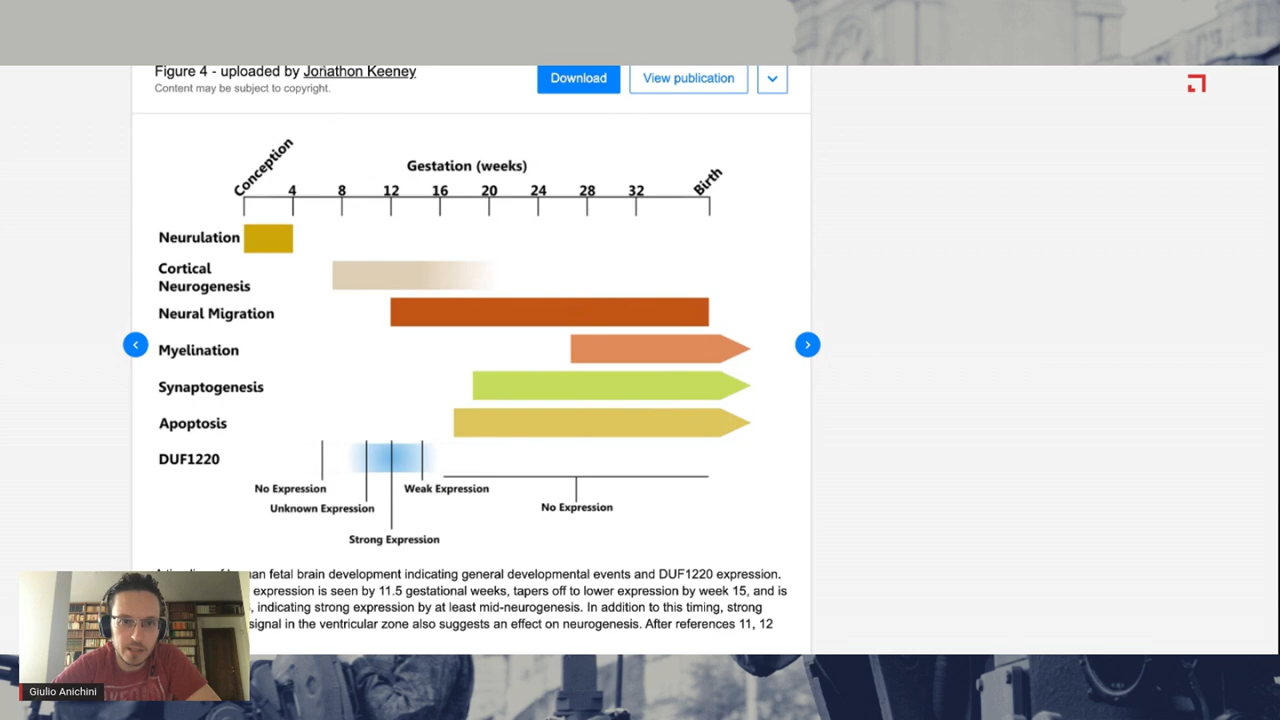 Figure 4 - uploaded by Jonathon Keeney
Content may be subject to copyright.
Download
View publication
Gestation (weeks)
Conception 4 8 12 16 20 24 28 32 Birth
Neurulation
Cortical
Neurogenesis
Neural Migration
Myelination
Synaptogenesis
Apoptosis
DUF1220
No Expression
Weak Expression
Unknown Expression
No Expression
Strong Expression
fetal brain development indicating general developmental events and DUF1220 expression.
expression is seen by 11.5 gestational weeks, tapers off to lower expression by week 15, and is
, indicating strong expression by at least mid-neurogenesis. In addition to this timing, strong
signal in the ventricular zone also suggests an effect on neurogenesis. After references 11, 12
Giulio Anichini